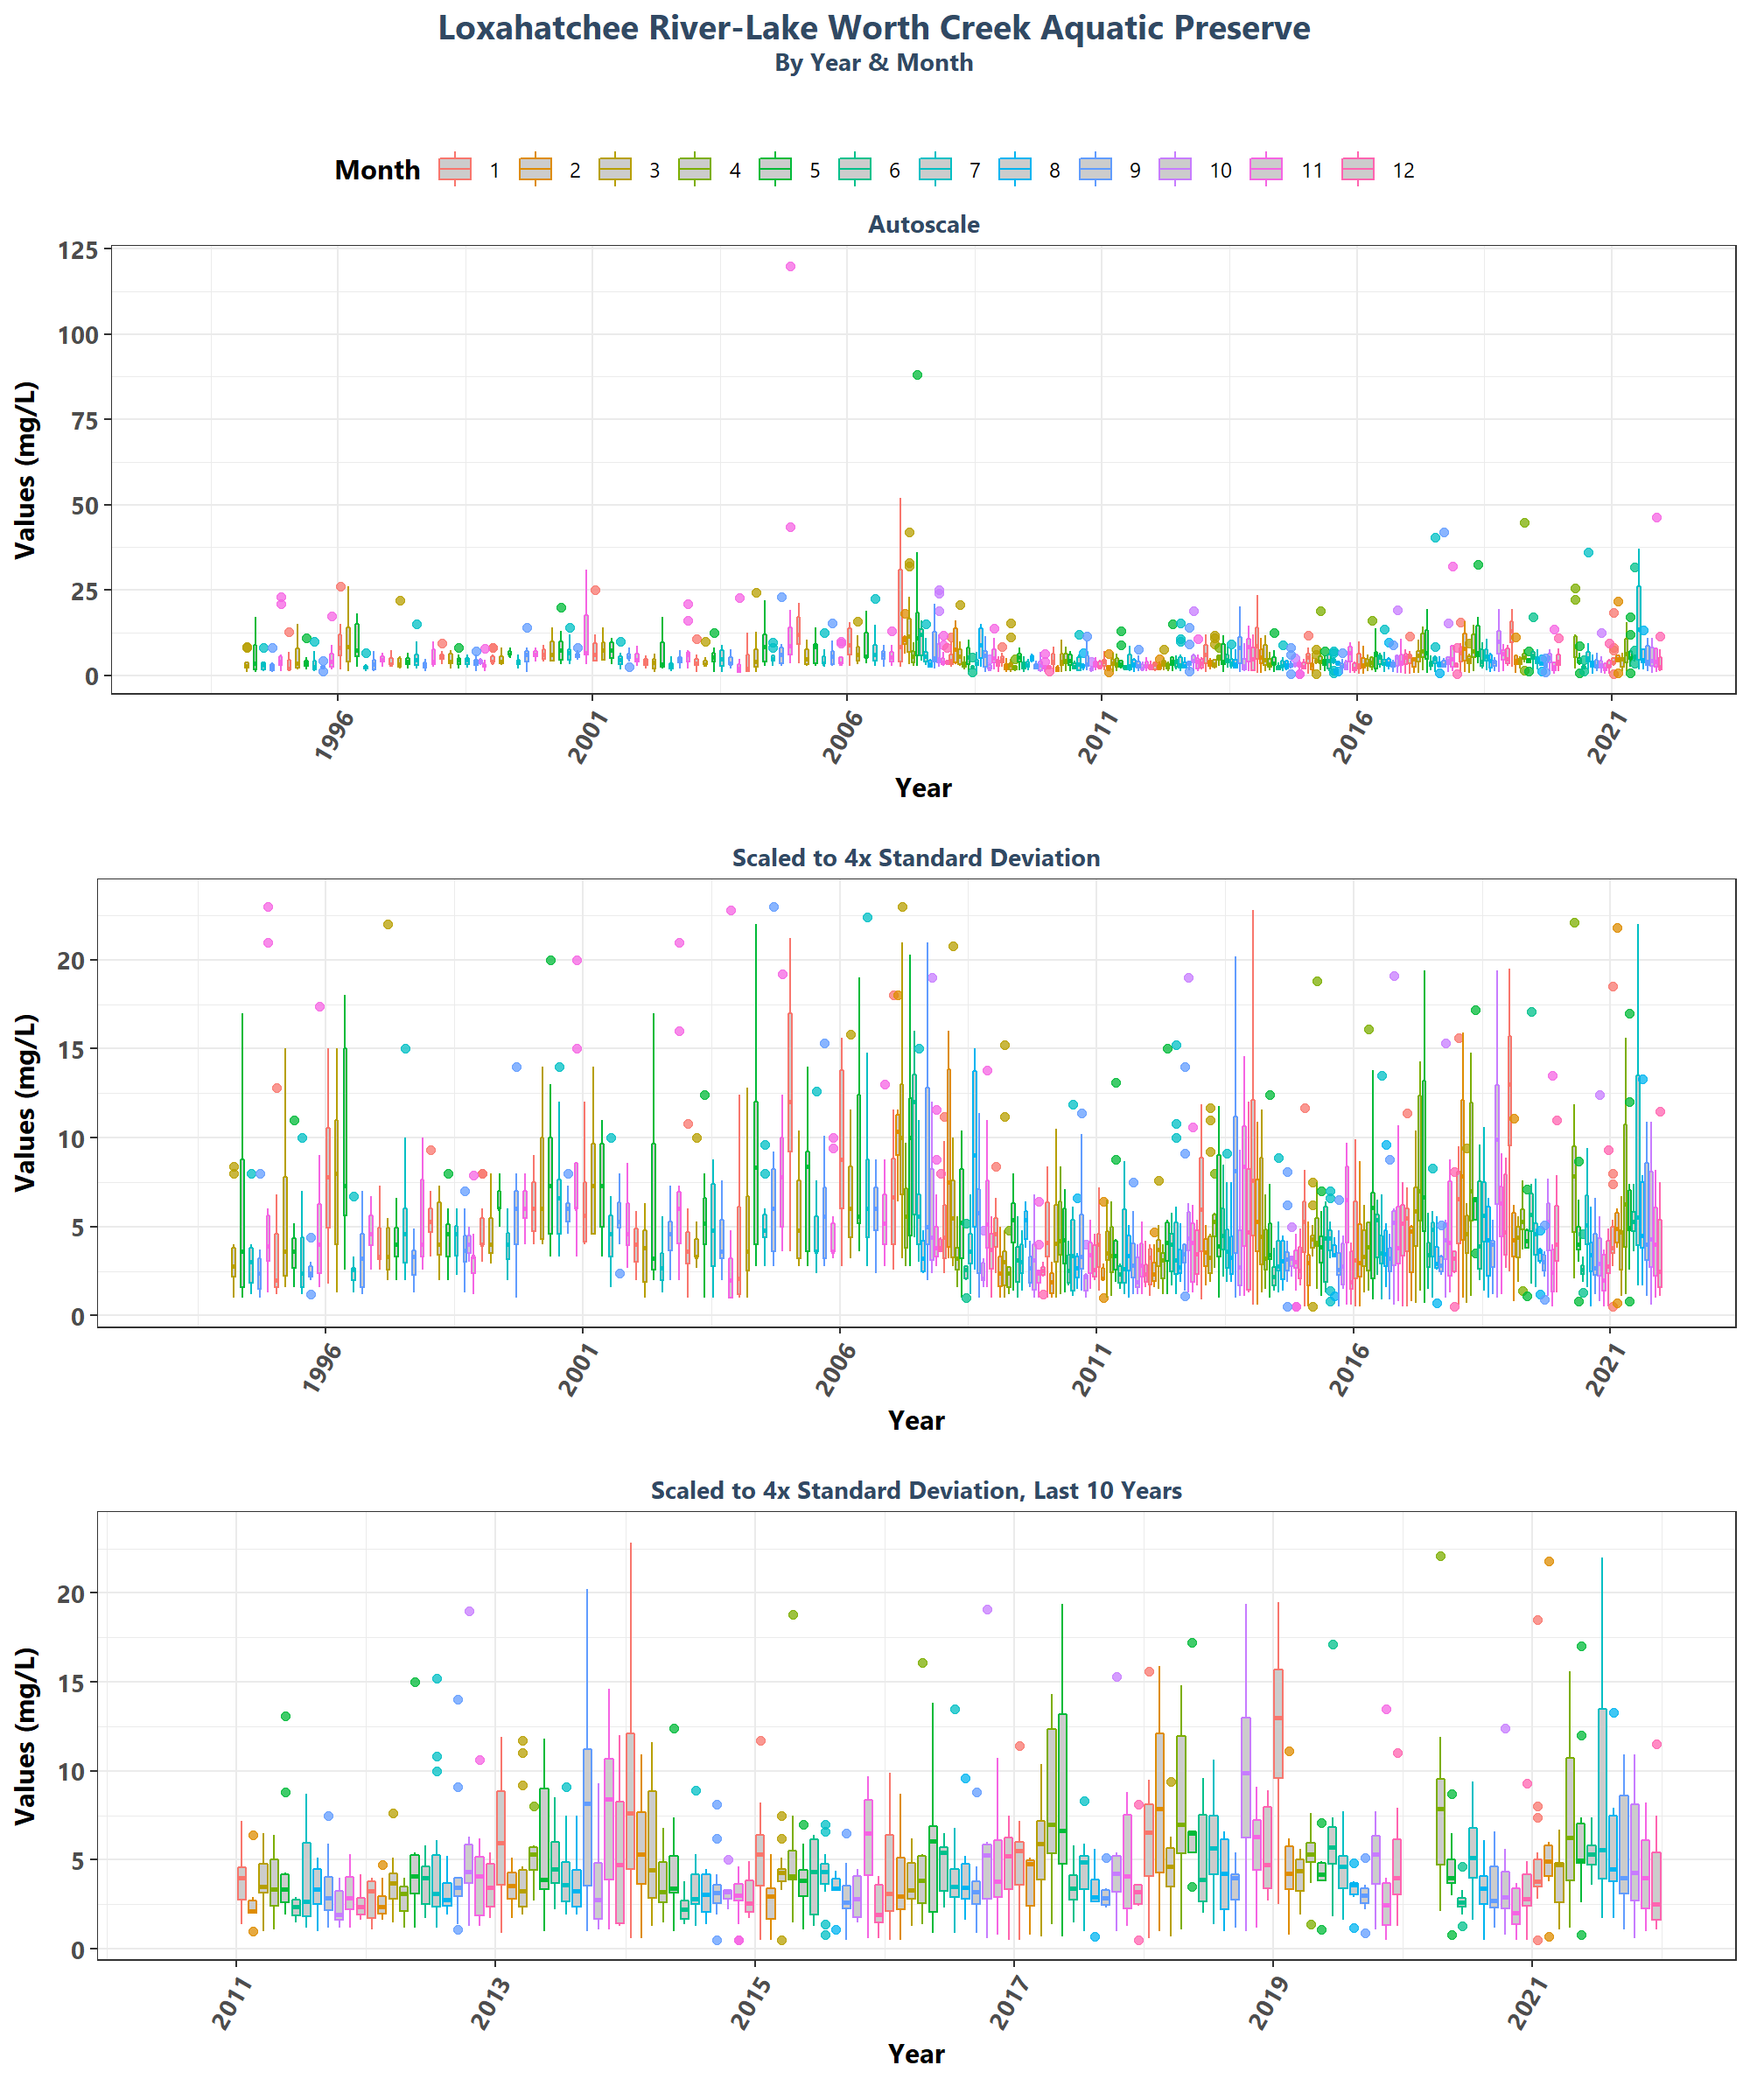 Loxahatchee River-Lake Worth Creek Aquatic Preserve
By Year & Month
Month 1 2 3 4 5 6 7 8 9 10 11 12
Autoscale
Values (mg/L)
125
100
75
50
25
0
1996 2001 2006 2011 2016 2021
Year
Scaled to 4x Standard Deviation
Values (mg/L)
20
15
10
5
0
1996 2001 2006 2011 2016 2021
Year
Scaled to 4x Standard Deviation, Last 10 Years
Values (mg/L)
20
15
10
5
0
2011 2013 2015 2017 2019 2021
Year